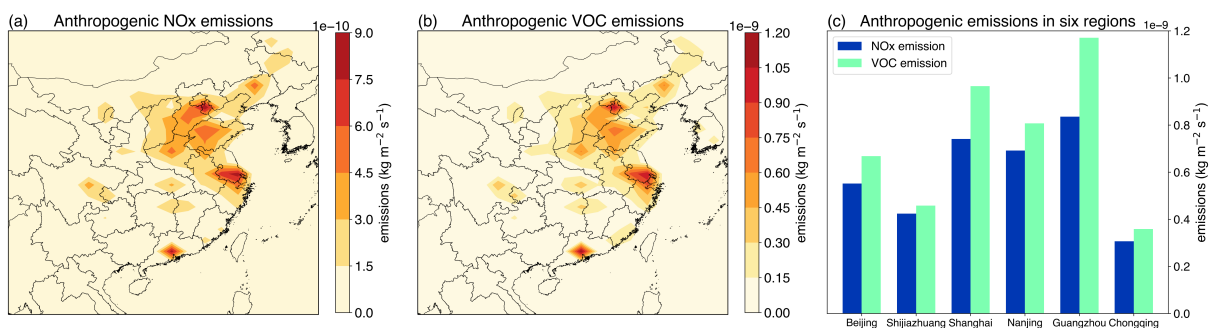 (a) Anthropogenic NOx emissions
1e−10
9.0
7.5
6.0
4.5
3.0
1.5
0.0
emissions (kg m−2 s−1)
(b) Anthropogenic VOC emissions
1e−9
1.20
1.05
0.90
0.75
0.60
0.45
0.30
0.15
0.00
emissions (kg m−2 s−1)
(c) Anthropogenic emissions in six regions
1e−9
NOx emission
VOC emission
1.2
1.0
0.8
0.6
0.4
0.2
0.0
emissions (kg m−2 s−1)
Beijing Shijiazhuang Shanghai Nanjing Guangzhou Chongqing